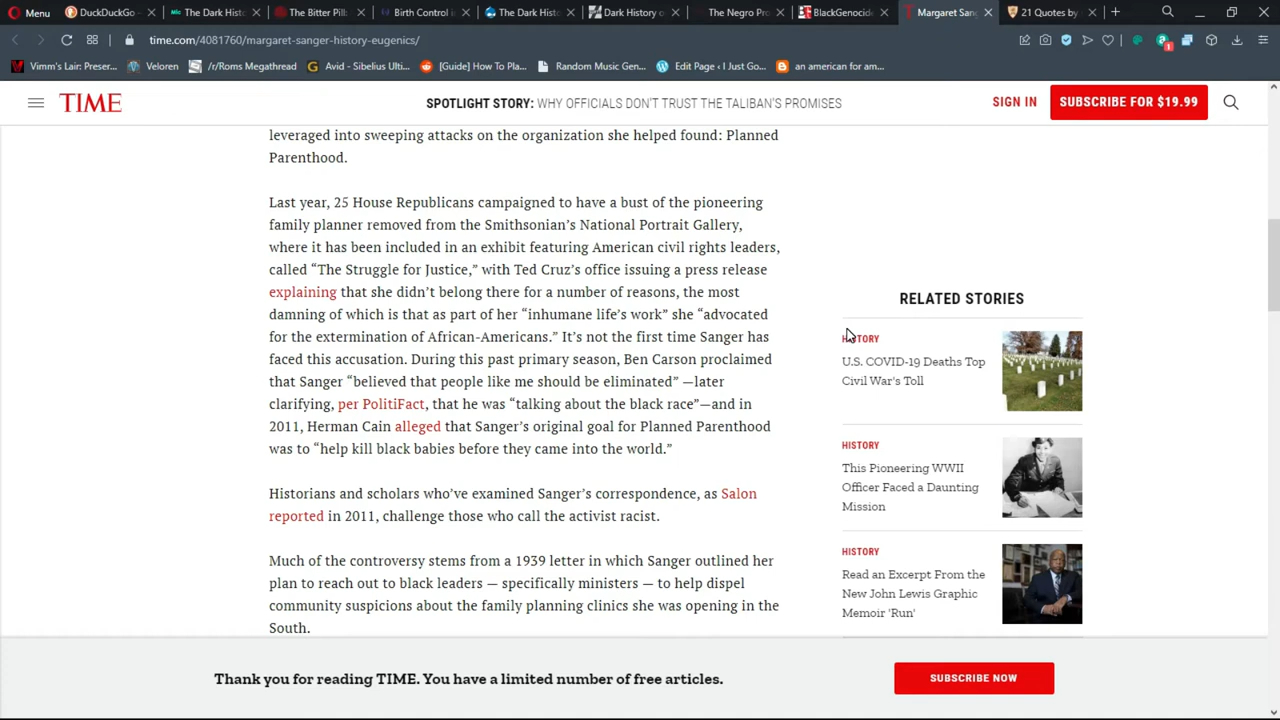 Menu
DuckDuckGo -
The Dark Hist
The Bitter Pill:
Birth Control i
The Dark Hist
Dark History o
The Negro Pro
BlackGenocide
Margaret Sang
21 Quotes by
time.com/4081760/margaret-sanger-history-eugenics/
1
Vimm's Lair: Preser...
Veloren
/r/Roms Megathread
Avid - Sibelius Ulti...
[Guide] How To Pla...
Random Music Gen...
Edit Page ‹ I Just Go...
an american for am...
TIME
SPOTLIGHT STORY: WHY OFFICIALS DON'T TRUST THE TALIBAN'S PROMISES
SIGN IN
SUBSCRIBE FOR $19.99
leveraged into sweeping attacks on the organization she helped found: Planned
Parenthood.
Last year, 25 House Republicans campaigned to have a bust of the pioneering
family planner removed from the Smithsonian's National Portrait Gallery,
where it has been included in an exhibit featuring American civil rights leaders,
called “The Struggle for Justice,” with Ted Cruz's office issuing a press release
explaining that she didn't belong there for a number of reasons, the most
damning of which is that as part of her “inhumane life's work” she “advocated
for the extermination of African-Americans.” It's not the first time Sanger has
faced this accusation. During this past primary season, Ben Carson proclaimed
that Sanger “believed that people like me should be eliminated” —later
clarifying, per PolitiFact, that he was “talking about the black race”—and in
2011, Herman Cain alleged that Sanger's original goal for Planned Parenthood
was to “help kill black babies before they came into the world.”
Historians and scholars who've examined Sanger's correspondence, as Salon
reported in 2011, challenge those who call the activist racist.
Much of the controversy stems from a 1939 letter in which Sanger outlined her
plan to reach out to black leaders — specifically ministers — to help dispel
community suspicions about the family planning clinics she was opening in the
South.
RELATED STORIES
HISTORY
U.S. COVID-19 Deaths Top
Civil War's Toll
HISTORY
This Pioneering WWII
Officer Faced a Daunting
Mission
HISTORY
Read an Excerpt From the
New John Lewis Graphic
Memoir 'Run'
Thank you for reading TIME. You have a limited number of free articles.
SUBSCRIBE NOW